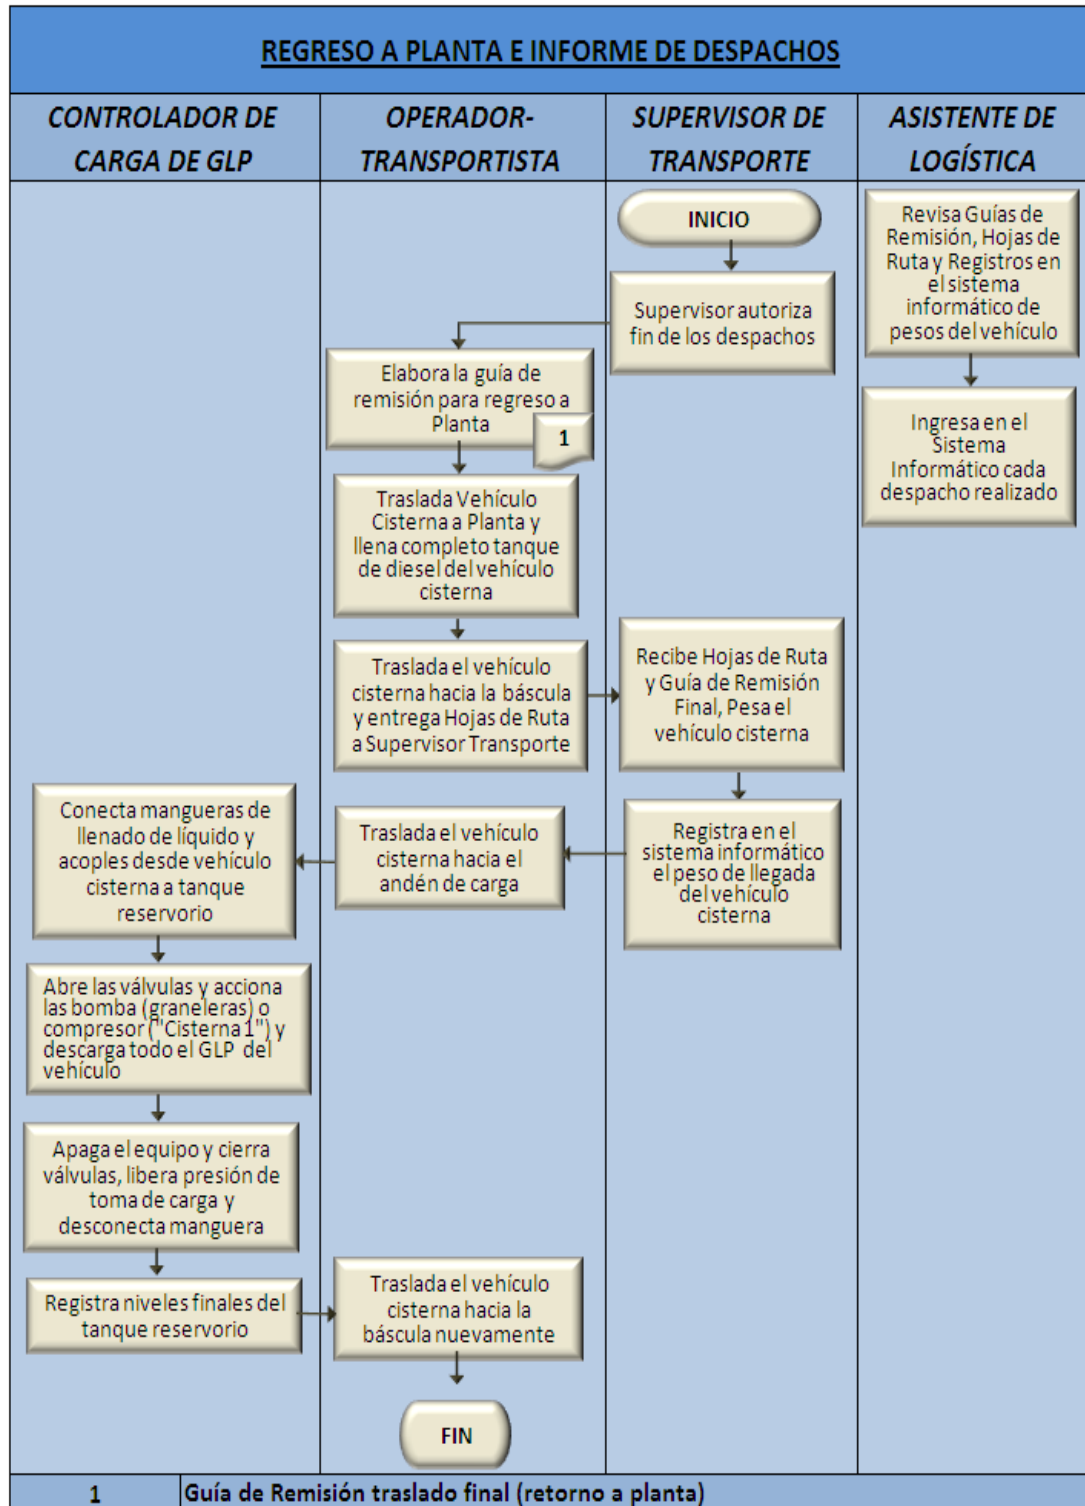 REGRESO A PLANTA E INFORME DE DESPACHOS
CONTROLADOR DE
CARGA DE GLP
OPERADOR-
TRANSPORTISTA
SUPERVISOR DE
TRANSPORTE
ASISTENTE DE
LOGÍSTICA
INICIO
Supervisor autoriza
fin de los despachos
Revisa Guías de
Remisión, Hojas de
Ruta y Registros en
el sistema
informático de
pesos del vehículo
Elabora la guía de
remisión para regreso a
Planta
1
Ingresa en el
Sistema
Informático cada
despacho realizado
Traslada Vehículo
Cisterna a Planta y
llena completo tanque
de diesel del vehículo
cisterna
Traslada el vehículo
cisterna hacia la báscula
y entrega Hojas de Ruta
a Supervisor Transporte
Recibe Hojas de Ruta
y Guía de Remisión
Final, Pesa el
vehículo cisterna
Registra en el
sistema informático
el peso de llegada
del vehículo
cisterna
Traslada el vehículo
cisterna hacia el
andén de carga
Conecta mangueras de
llenado de líquido y
acoples desde vehículo
cisterna a tanque
reservorio
Abre las válvulas y acciona
las bomba (graneleras) o
compresor ("Cisterna 1") y
descarga todo el GLP del
vehículo
Apaga el equipo y cierra
válvulas, libera presión de
toma de carga y
desconecta manguera
Registra niveles finales del
tanque reservorio
Traslada el vehículo
cisterna hacia la
báscula nuevamente
FIN
1 Guía de Remisión traslado final (retorno a planta)